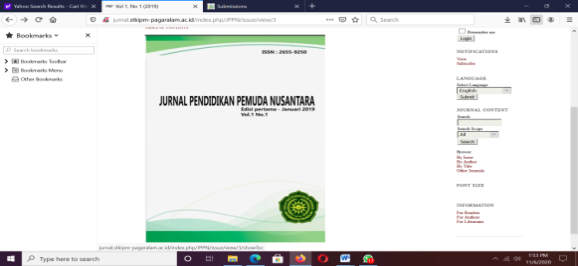 Yahoo Search Results - Carl We
Vol 1, No 1 (2019)
Submissions
jurnal.stkipm-pagaralam.ac.id/index.php/JPPN/issue/view/3
Search
Bookmarks
Search bookmarks
Bookmarks Toolbar
Bookmarks Menu
Other Bookmarks
ISSN : 2655-9250
JURNAL PENDIDIKAN PEMUDA NUSANTARA
Edisi pertama - Januari 2019
Vol.1 No.1
Remember me
Login
NOTIFICATIONS
View
Subscribe
LANGUAGE
Select Language
English
Submit
JOURNAL CONTENT
Search
Search Scope
All
Search
Browse
By Issue
By Author
By Title
Other Journals
FONT SIZE
INFORMATION
For Readers
For Authors
For Librarians
jurnal.stkipm-pagaralam.ac.id/index.php/JPPN/issue/view/3/showToc
Type here to search
1:53 PM
11/6/2020